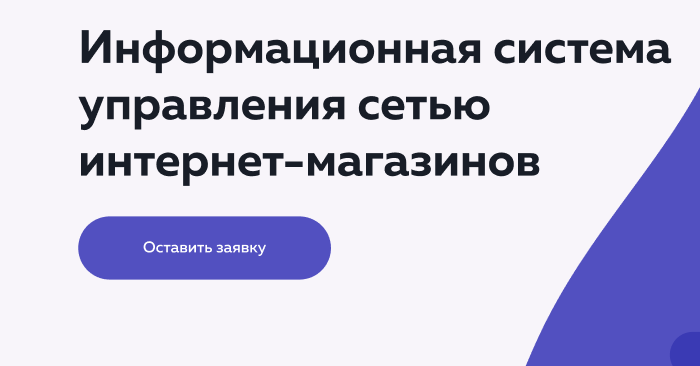 Информационная система
управления сетью
интернет-магазинов
Оставить заявку